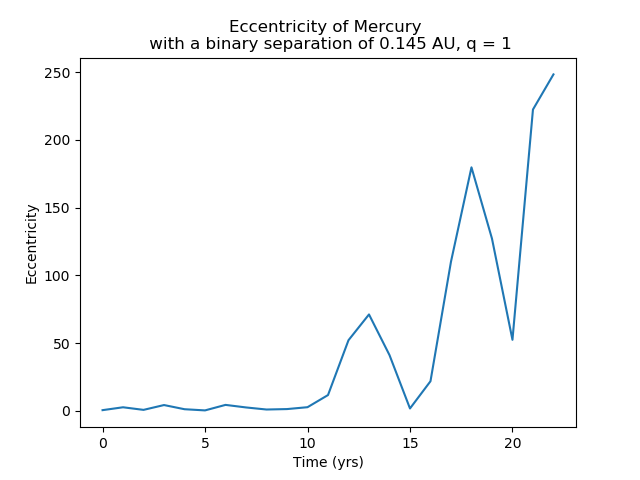 Eccentricity of Mercury
with a binary separation of 0.145 AU, q = 1
250
200
150
100
50
0
Eccentricity
0 5 10 15 20
Time (yrs)